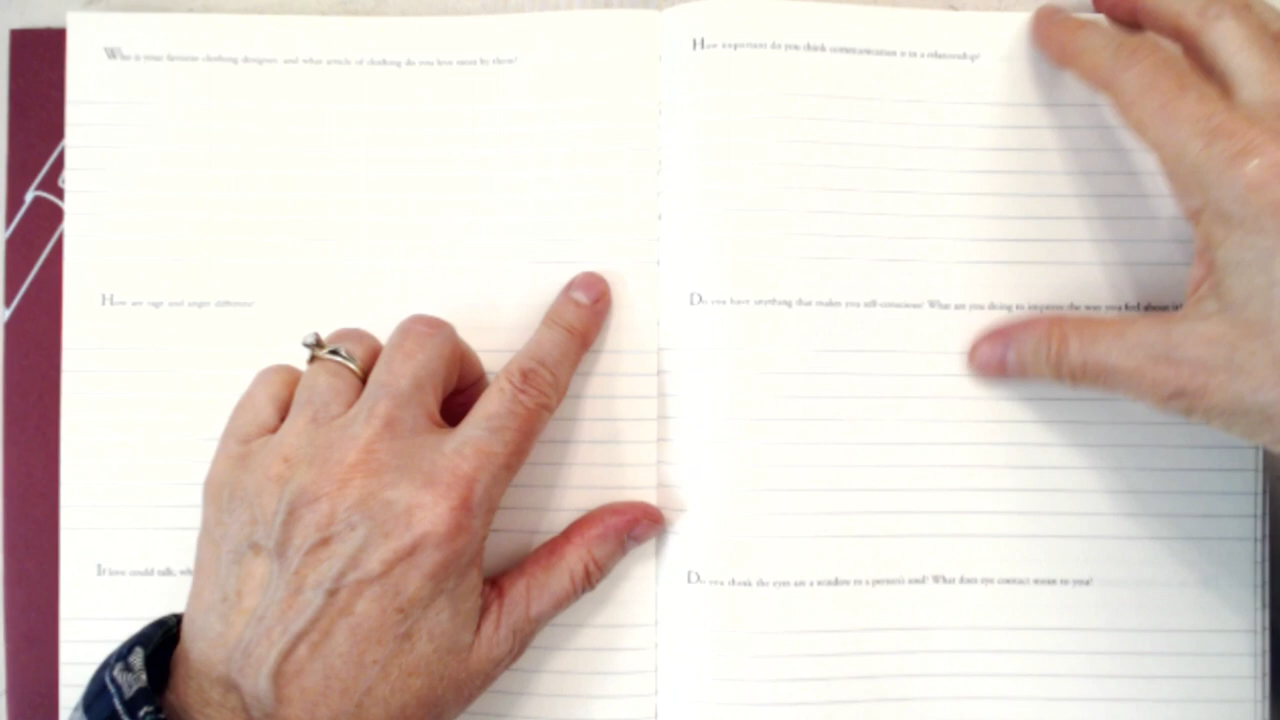 Who is your favorite clothing designer, and what article of clothing do you love most by them?
How are rage and anger different?
If love could talk, wh
How important do you think communication is in a relationship?
Do you have anything that makes you self-conscious? What are you doing to improve the way you feel about it?
Do you think the eyes are a window to a person's soul? What does eye contact mean to you?